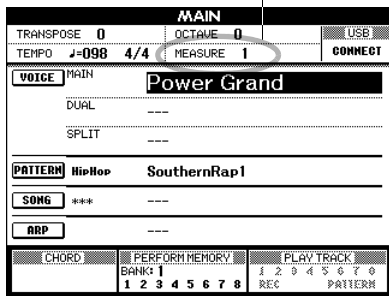 MAIN
TRANSPOSE 0 OCTAVE 0 USB
TEMPO ♩=098 4/4 MEASURE 1 CONNECT
VOICE MAIN Power Grand
DUAL ---
SPLIT ---
PATTERN HipHop SouthernRap1
SONG *** ---
ARP ---
CHORD PERFORM MEMORY PLAY TRACK
BANK: 1 1 2 3 4 5 6 7 8
1 2 3 4 5 6 7 8 REC PATTERN